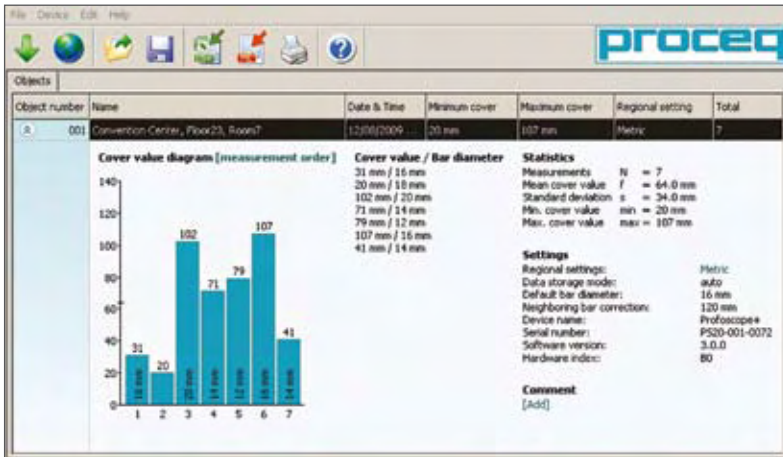 File Device Edit Help
proceq
Objects
Object number Name Date & Time Minimum cover Maximum cover Regional setting Total
001 Convention Center, Floor23, Room7 12/08/2009 ... 20 mm 107 mm Metric 7
Cover value diagram [measurement order]
140
120
100
80
60
40
20
0
31
20
102
71
79
107
41
16 mm
20 mm
14 mm
12 mm
16 mm
14 mm
1 2 3 4 5 6 7
Cover value / Bar diameter
31 mm / 16 mm
20 mm / 18 mm
102 mm / 20 mm
71 mm / 14 mm
79 mm / 12 mm
107 mm / 16 mm
41 mm / 14 mm
Statistics
Measurements N = 7
Mean cover value f = 64.0 mm
Standard deviation s = 34.0 mm
Min. cover value min = 20 mm
Max. cover value max = 107 mm
Settings
Regional settings: Metric
Data storage mode: auto
Default bar diameter: 16 mm
Neighboring bar correction: 120 mm
Device name: Profoscope+
Serial number: PS20-001-0072
Software version: 3.0.0
Hardware index: B0
Comment
[Add]